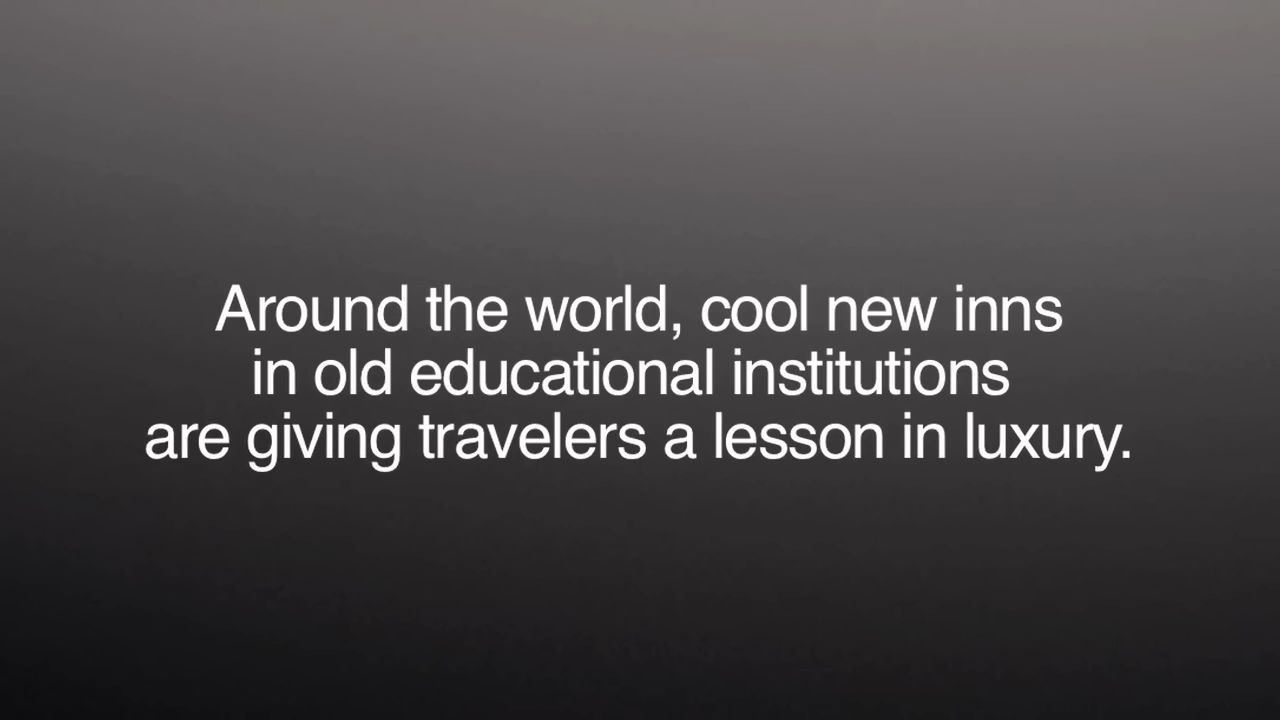 Around the world, cool new inns
in old educational institutions
are giving travelers a lesson in luxury.